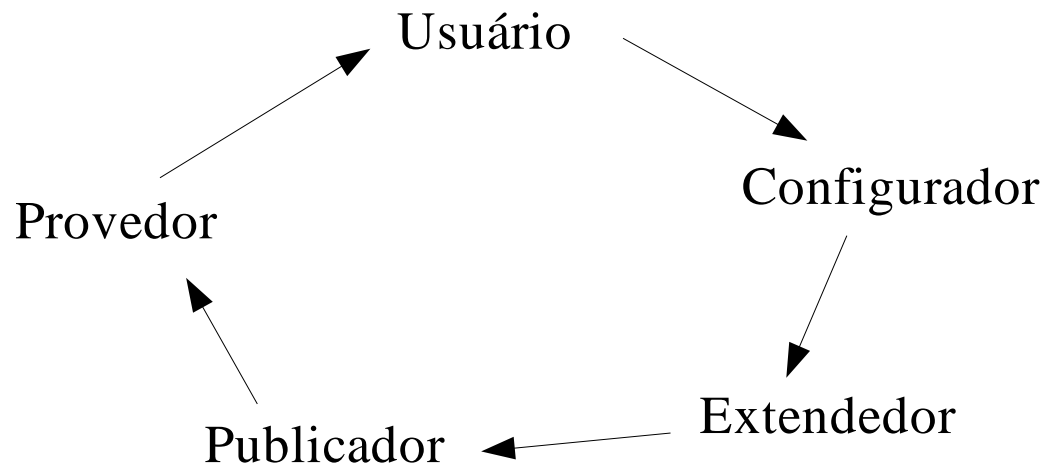 Usuário
Configurador
Provedor
Extendedor
Publicador